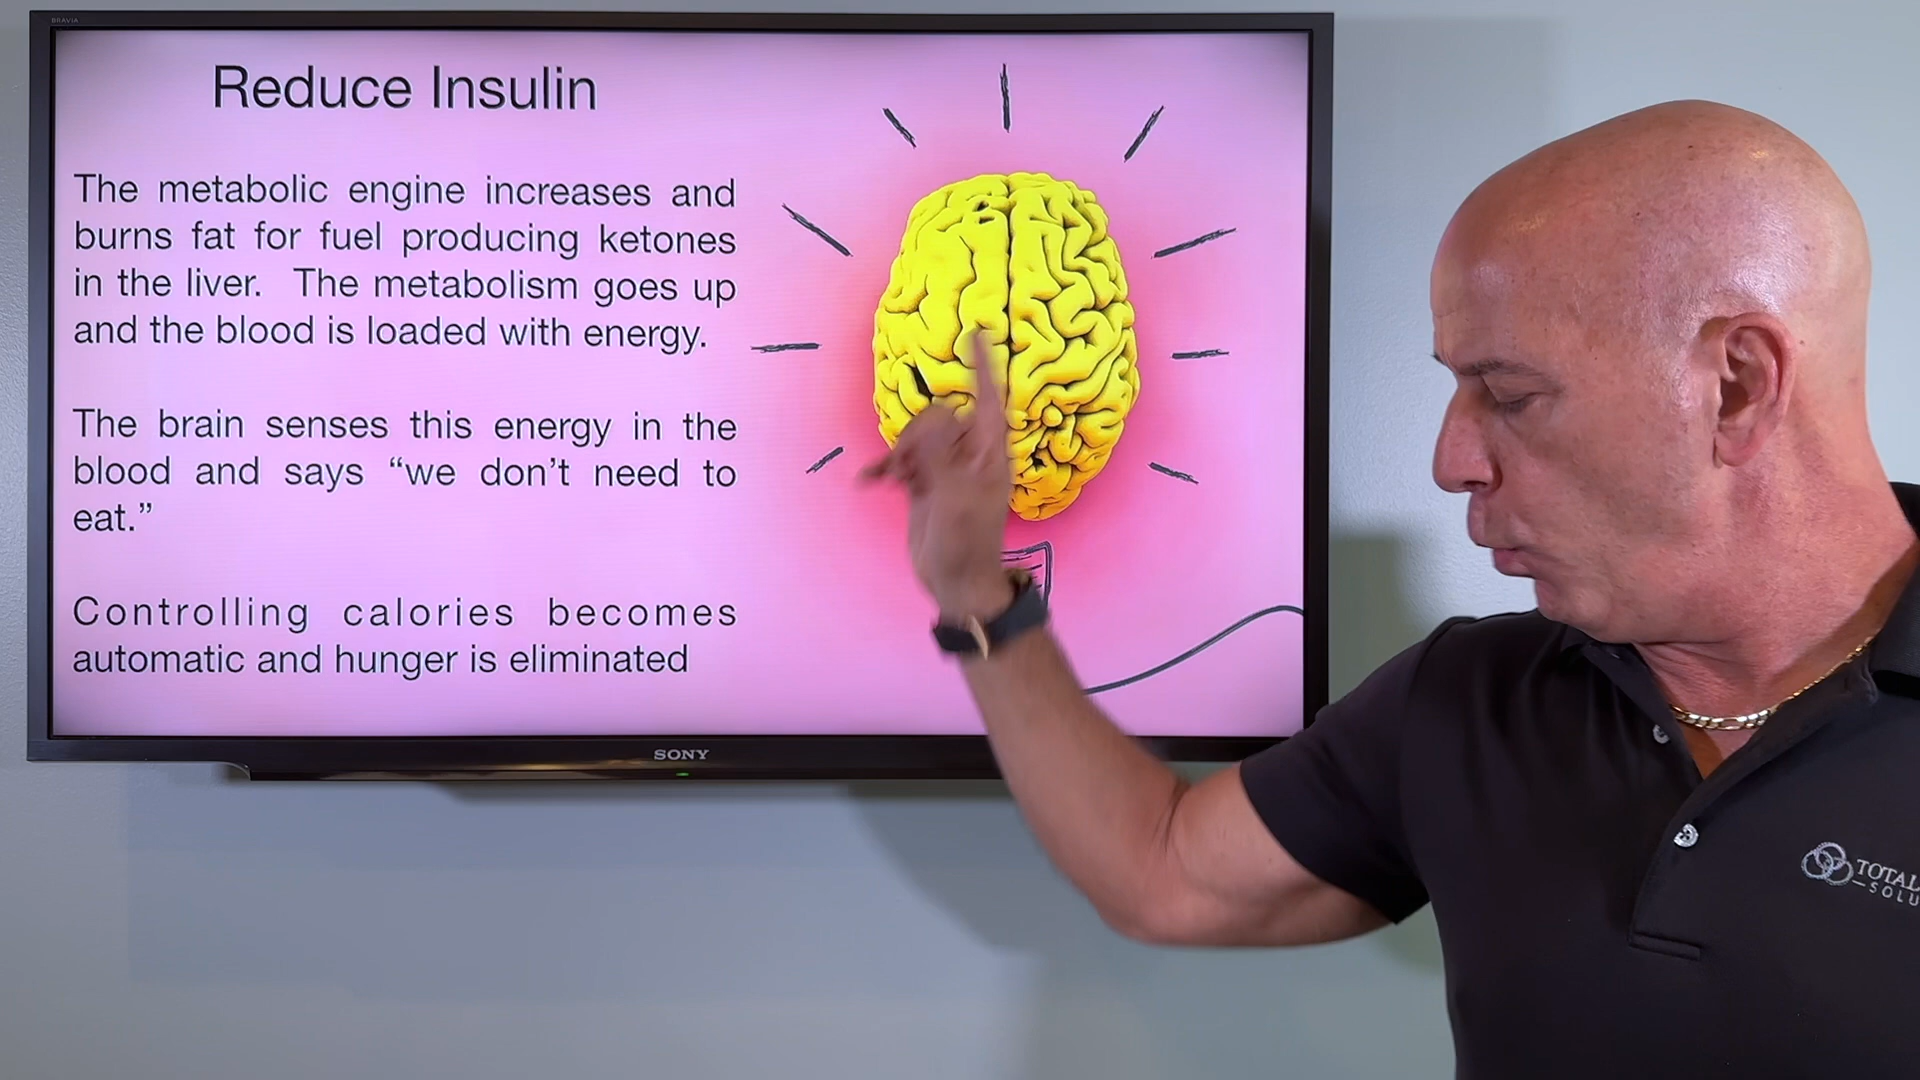 BRAVIA
Reduce Insulin
The metabolic engine increases and
burns fat for fuel producing ketones
in the liver. The metabolism goes up
and the blood is loaded with energy.
The brain senses this energy in the
blood and says “we don’t need to
eat.”
Controlling calories becomes
automatic and hunger is eliminated
SONY
TOTAL
SOLU